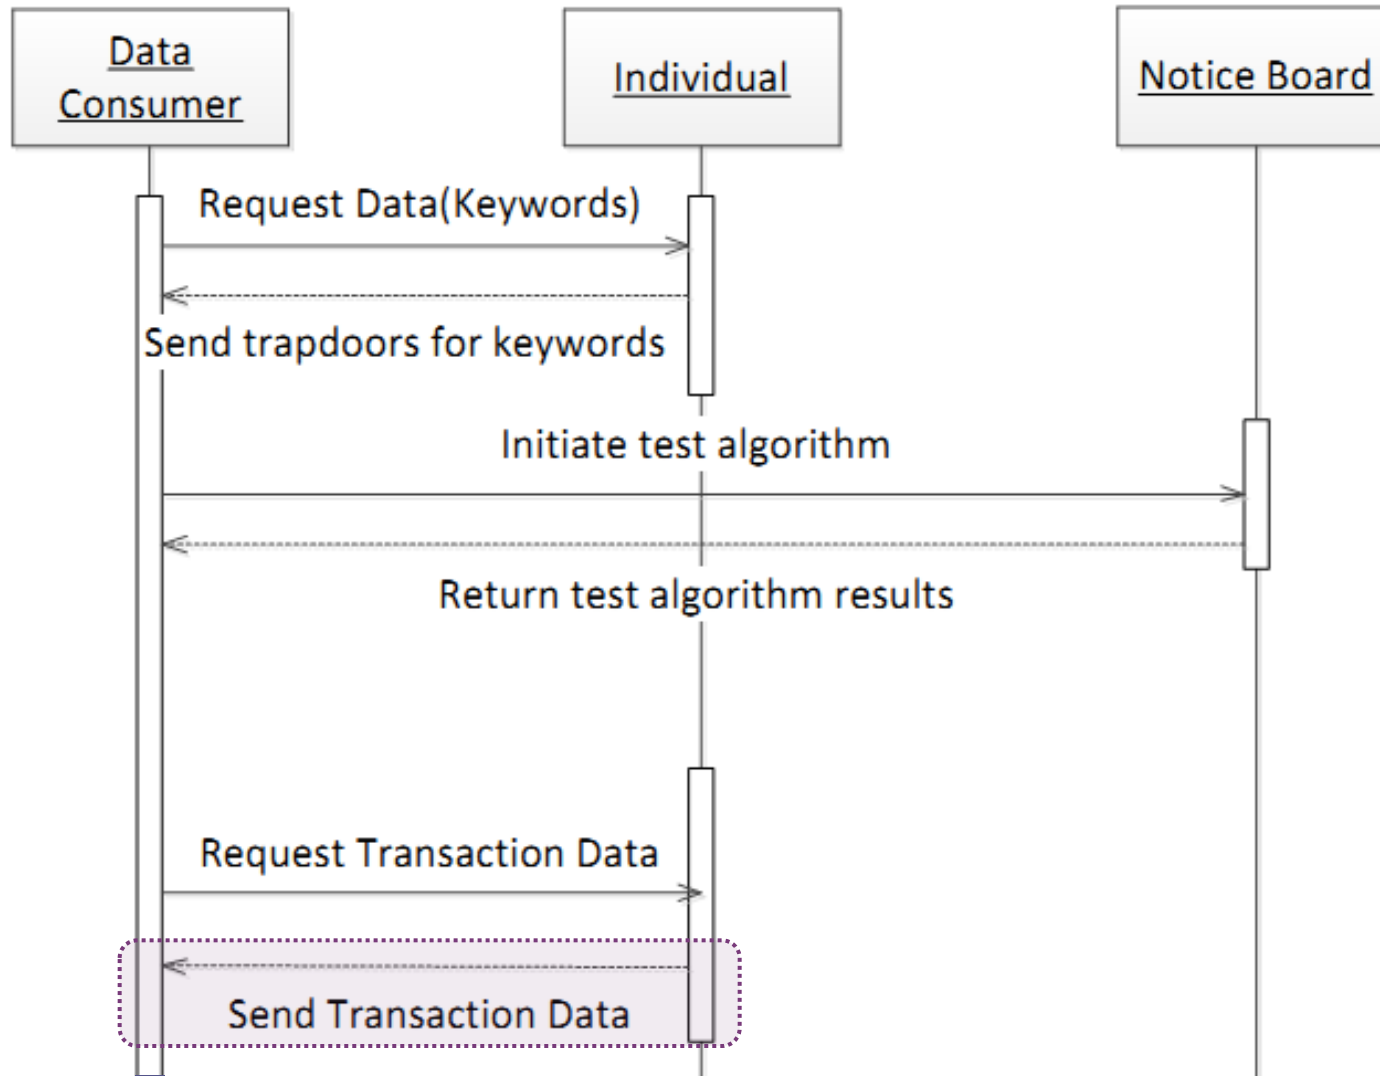 Data
Consumer
Individual
Notice Board
Request Data(Keywords)
Send trapdoors for keywords
Initiate test algorithm
Return test algorithm results
Request Transaction Data
Send Transaction Data